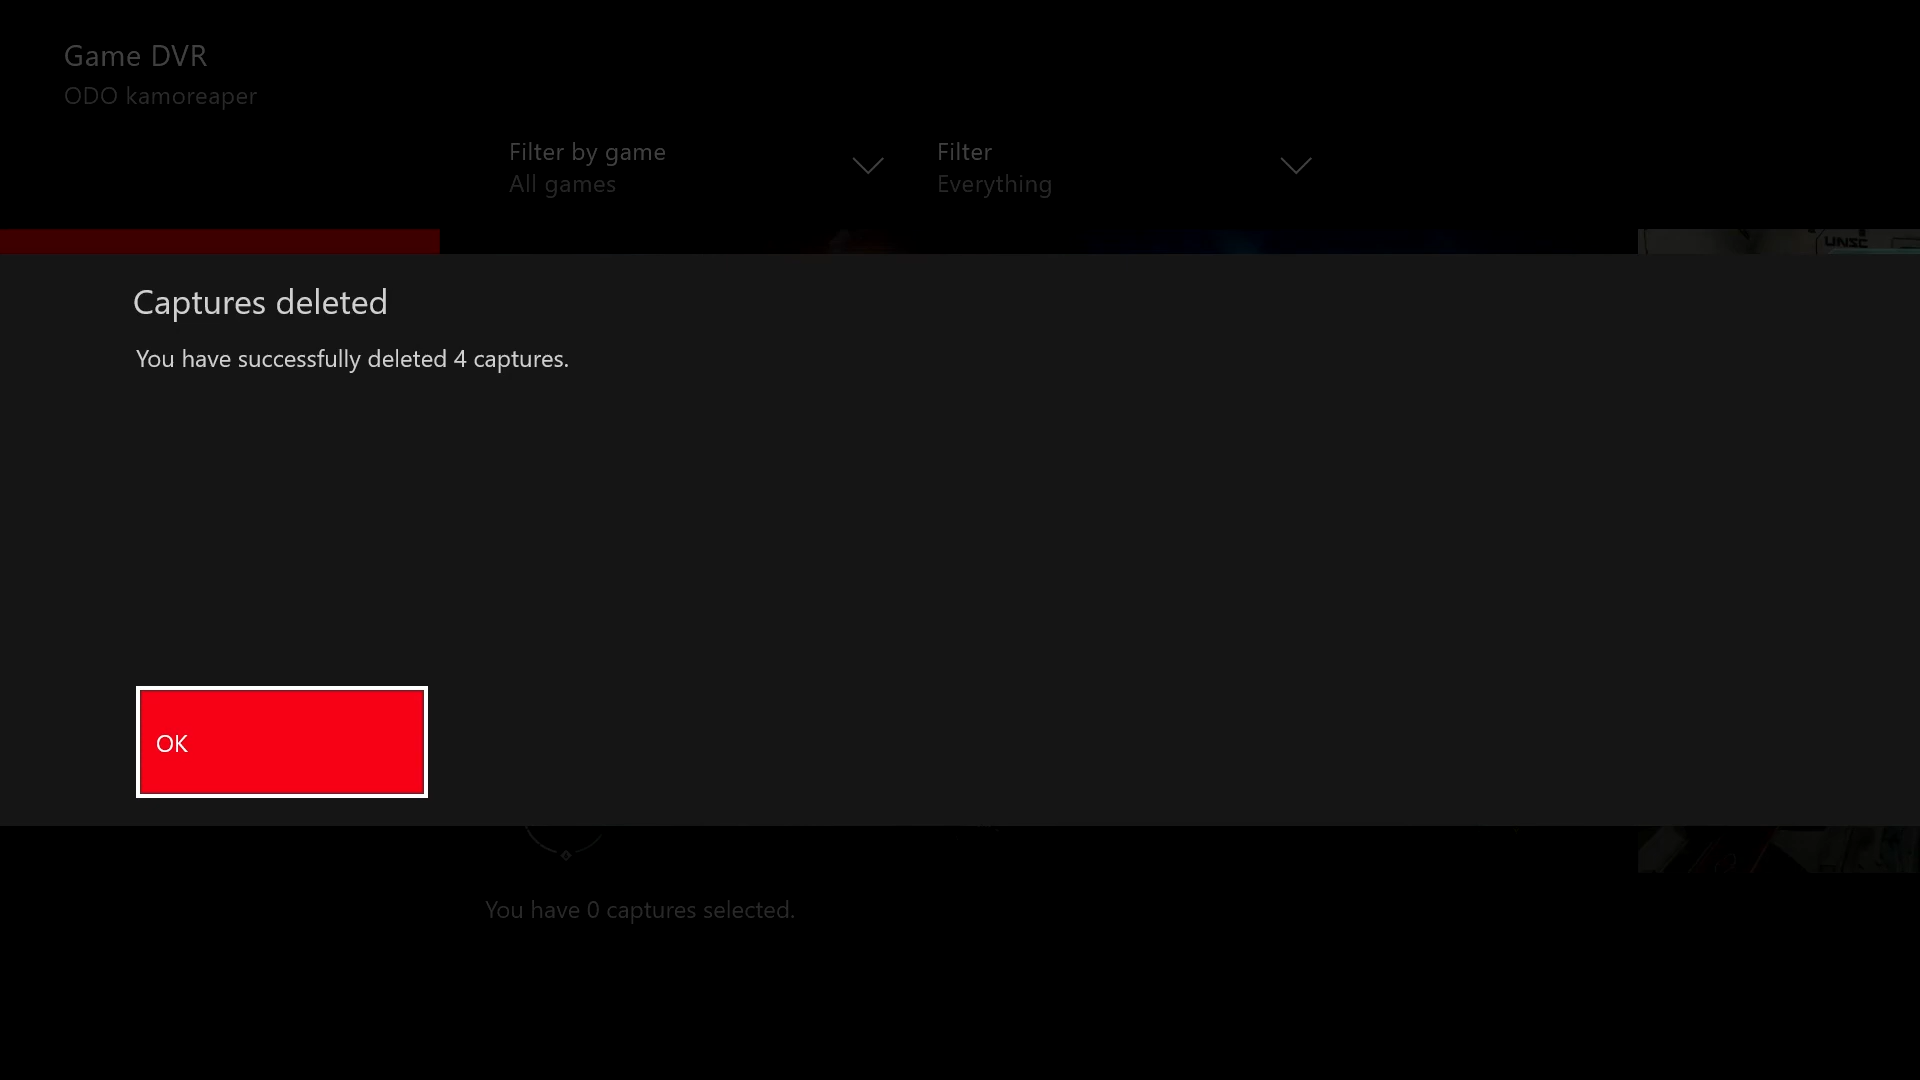 Game DVR
ODO kamoreaper
Filter by game
All games
Filter
Everything
UNSC
Captures deleted
You have successfully deleted 4 captures.
OK
You have 0 captures selected.